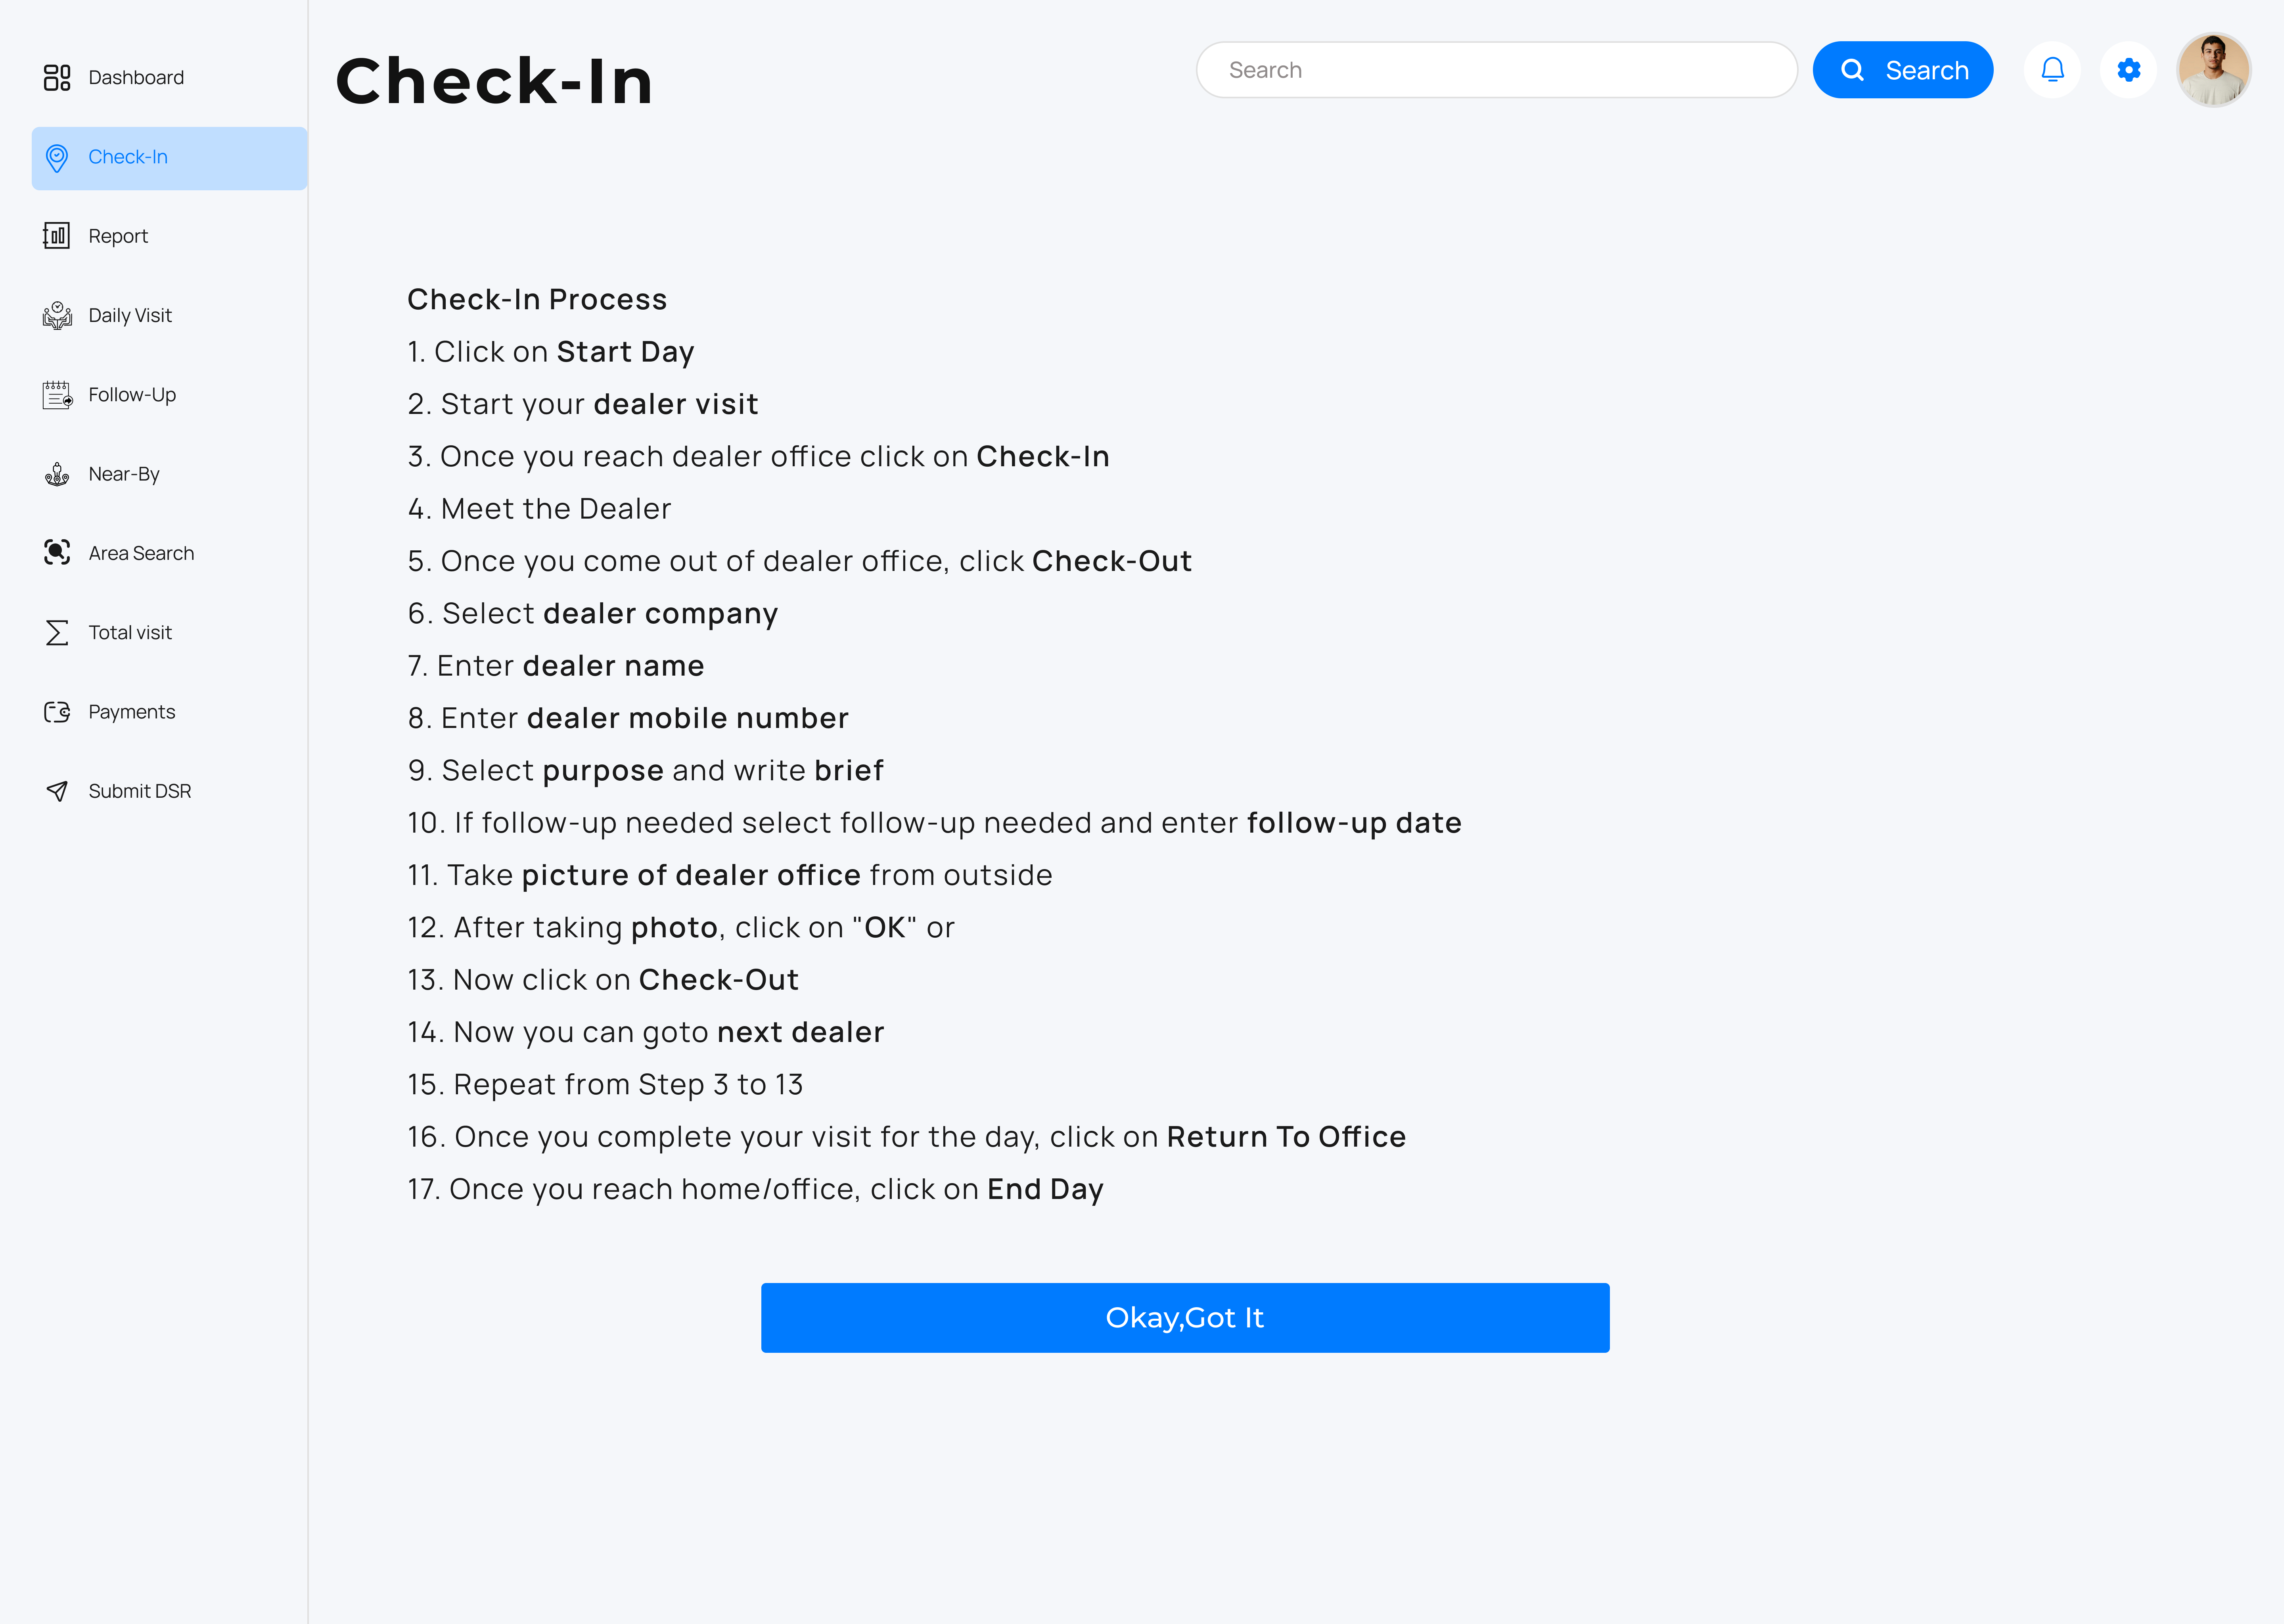 Dashboard
Check-In
Report
Daily Visit
Follow-Up
Near-By
Area Search
Total visit
Payments
Submit DSR
Check-In
Search
Search
Check-In Process
1. Click on Start Day
2. Start your dealer visit
3. Once you reach dealer office click on Check-In
4. Meet the Dealer
5. Once you come out of dealer office, click Check-Out
6. Select dealer company
7. Enter dealer name
8. Enter dealer mobile number
9. Select purpose and write brief
10. If follow-up needed select follow-up needed and enter follow-up date
11. Take picture of dealer office from outside
12. After taking photo, click on "OK" or
13. Now click on Check-Out
14. Now you can goto next dealer
15. Repeat from Step 3 to 13
16. Once you complete your visit for the day, click on Return To Office
17. Once you reach home/office, click on End Day
Okay,Got It